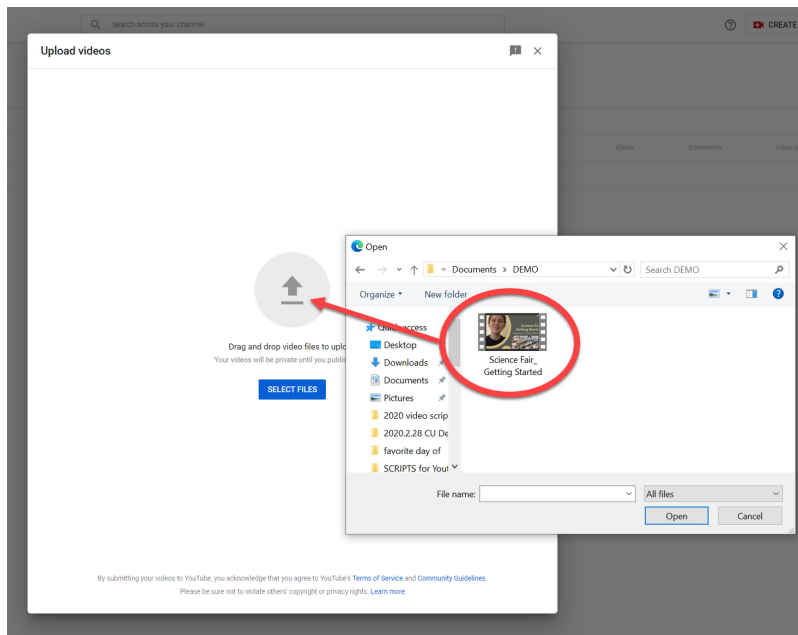 Search across your channel
CREATE
Upload videos
Views
Comments
Likes
Open
« Documents > DEMO
Search DEMO
Organize
New folder
Quick access
Desktop
Downloads
Documents
Pictures
2020 video scrip
2020.2.28 CU De
favorite day of
SCRIPTS for Yout
Science Fair_
Getting Started
Drag and drop video files to uplo
Your videos will be private until you publis
SELECT FILES
File name:
All files
Open
Cancel
By submitting your videos to YouTube, you acknowledge that you agree to YouTube's Terms of Service and Community Guidelines.
Please be sure not to violate others' copyright or privacy rights. Learn more